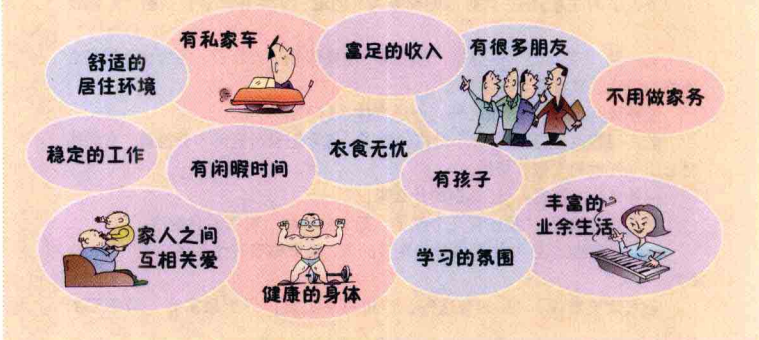 舒适的
居住环境
有私家车
富足的收入
有很多朋友
不用做家务
稳定的工作
有闲暇时间
衣食无忧
有孩子
家人之间
互相关爱
健康的身体
学习的氛围
丰富的
业余生活